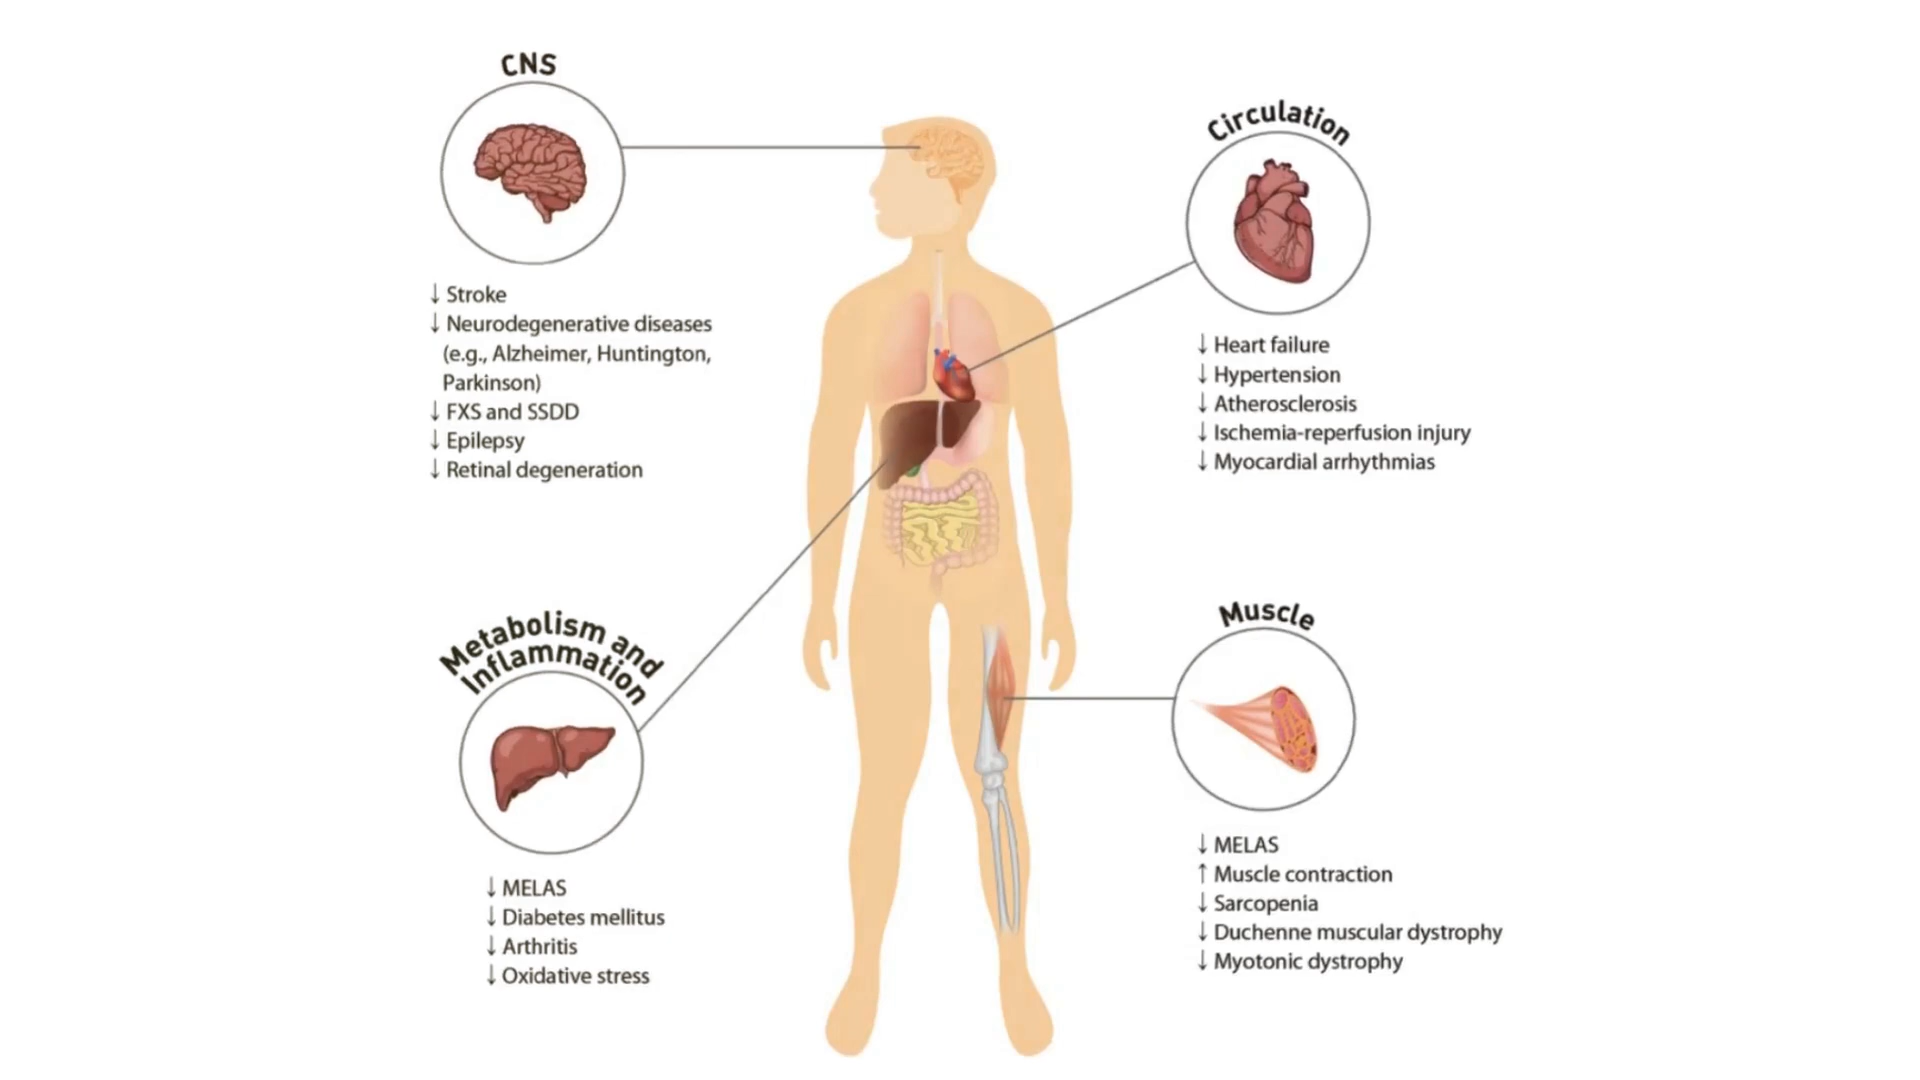 CNS
↓ Stroke
↓ Neurodegenerative diseases
(e.g., Alzheimer, Huntington,
Parkinson)
↓ FXS and SSDD
↓ Epilepsy
↓ Retinal degeneration
Circulation
↓ Heart failure
↓ Hypertension
↓ Atherosclerosis
↓ Ischemia-reperfusion injury
↓ Myocardial arrhythmias
Metabolism and
Inflammation
↓ MELAS
↓ Diabetes mellitus
↓ Arthritis
↓ Oxidative stress
Muscle
↓ MELAS
↑ Muscle contraction
↓ Sarcopenia
↓ Duchenne muscular dystrophy
↓ Myotonic dystrophy